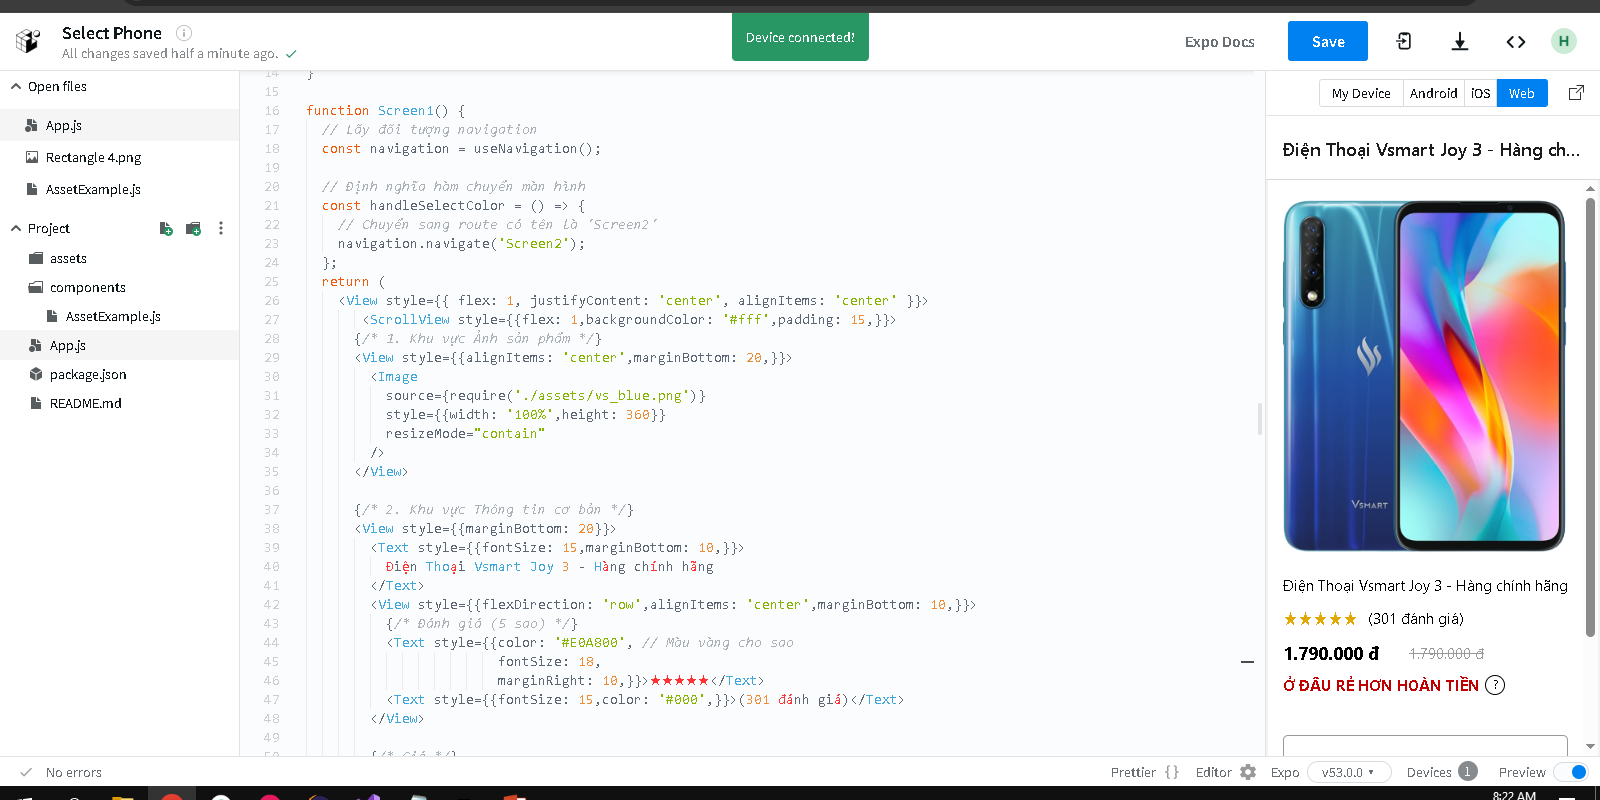 Select Phone
All changes saved half a minute ago.
Device connected!
Expo Docs
Save
H
Open files
App.js
Rectangle 4.png
AssetExample.js
Project
assets
components
AssetExample.js
App.js
package.json
README.md
14 }
15
16 function Screen1() {
17 // Lấy đối tượng navigation
18 const navigation = useNavigation();
19
20 // Định nghĩa hàm chuyển màn hình
21 const handleSelectColor = () => {
22 // Chuyển sang route có tên là 'Screen2'
23 navigation.navigate('Screen2');
24 };
25 return (
26 <View style={{ flex: 1, justifyContent: 'center', alignItems: 'center' }}>
27 <ScrollView style={{flex: 1,backgroundColor: '#fff',padding: 15,}}>
28 {/* 1. Khu vực Ảnh sản phẩm */}
29 <View style={{alignItems: 'center',marginBottom: 20,}}>
30 <Image
31 source={require('./assets/vs_blue.png')}
32 style={{width: '100%',height: 360}}
33 resizeMode="contain"
34 />
35 </View>
36
37 {/* 2. Khu vực Thông tin cơ bản */}
38 <View style={{marginBottom: 20}}>
39 <Text style={{fontSize: 15,marginBottom: 10,}}>
40 Điện Thoại Vsmart Joy 3 - Hàng chính hãng
41 </Text>
42 <View style={{flexDirection: 'row',alignItems: 'center',marginBottom: 10,}}>
43 {/* Đánh giá (5 sao) */}
44 <Text style={{color: '#E0A800', // Màu vàng cho sao
45 fontSize: 18,
46 marginRight: 10,}}>★★★★★</Text>
47 <Text style={{fontSize: 15,color: '#000',}}>(301 đánh giá)</Text>
48 </View>
49
50 {/* Giá */}
My Device
Android
iOS
Web
Điện Thoại Vsmart Joy 3 - Hàng ch...
VSMART
Điện Thoại Vsmart Joy 3 - Hàng chính hãng
★★★★★ (301 đánh giá)
1.790.000 đ 1.790.000 đ
Ở ĐÂU RẺ HƠN HOÀN TIỀN ?
No errors
Prettier { }
Editor
Expo
v53.0.0
Devices 1
Preview
8:22 AM